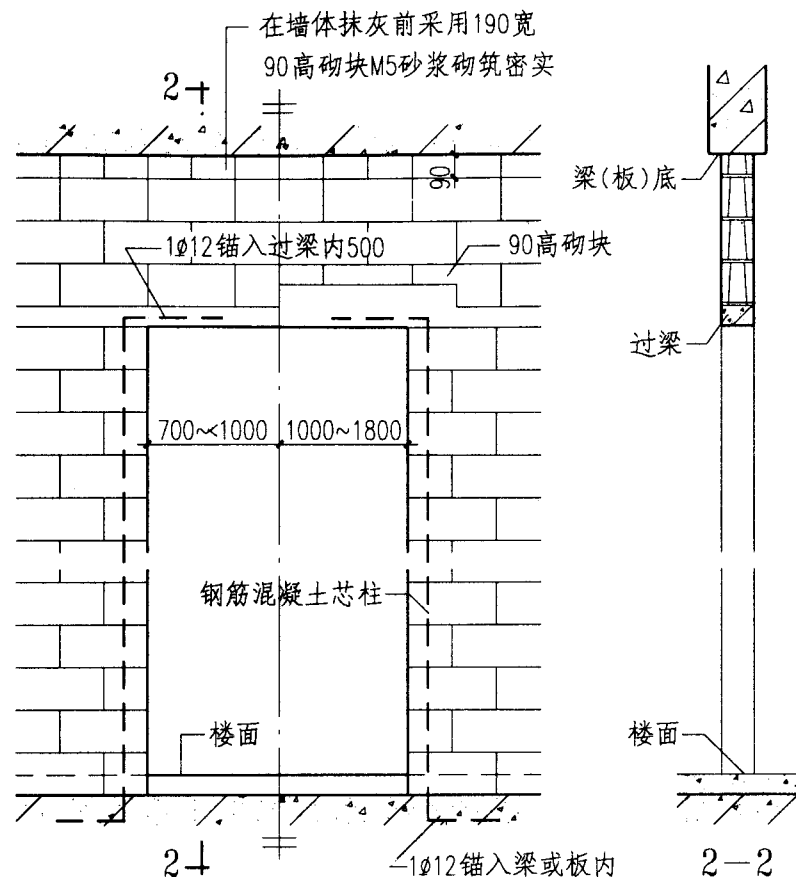 在墙体抹灰前采用190宽
90高砌块M5砂浆砌筑密实
2
90
梁(板)底
1φ12锚入过梁内500
90高砌块
过梁
700~<1000
1000~1800
钢筋混凝土芯柱
楼面
楼面
2
1φ12锚入梁或板内
2-2